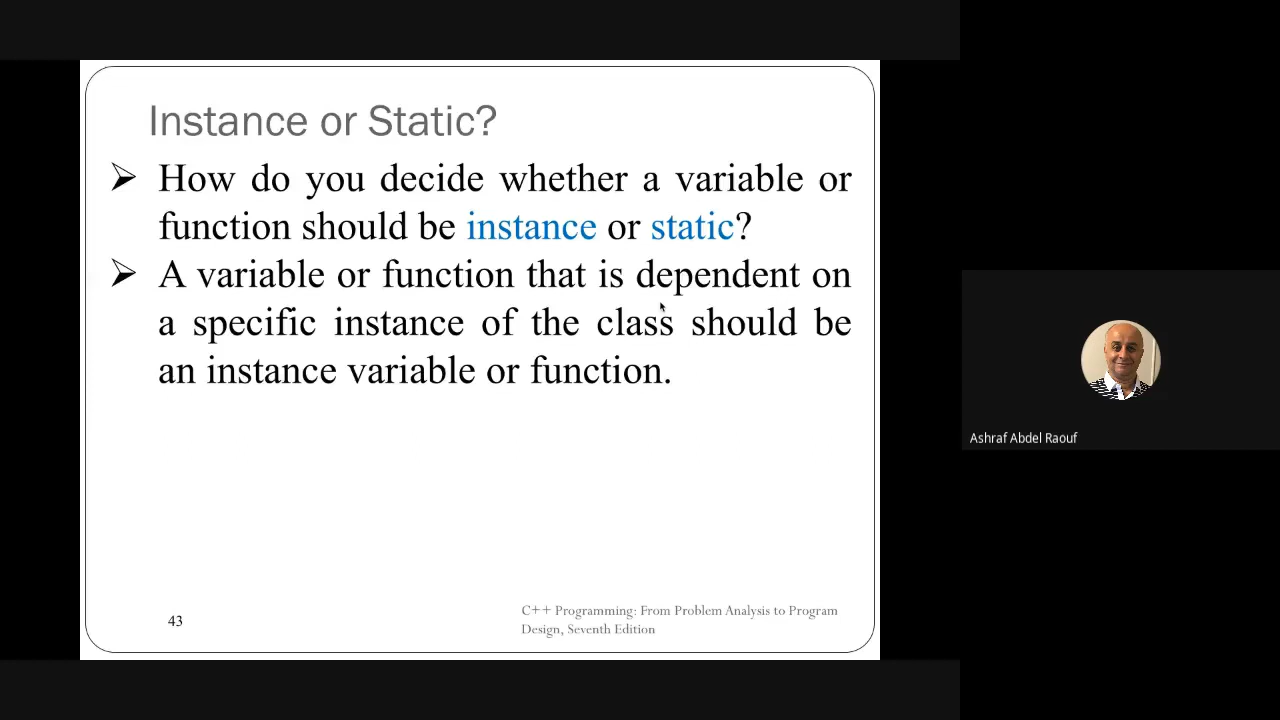 Instance or Static?
➢ How do you decide whether a variable or
function should be instance or static?
➢ A variable or function that is dependent on
a specific instance of the class should be
an instance variable or function.
43
C++ Programming: From Problem Analysis to Program
Design, Seventh Edition
Ashraf Abdel Raouf